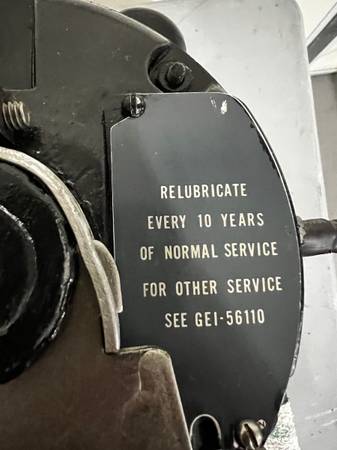 RELUBRICATE
EVERY 10 YEARS
OF NORMAL SERVICE
FOR OTHER SERVICE
SEE GEI-56110